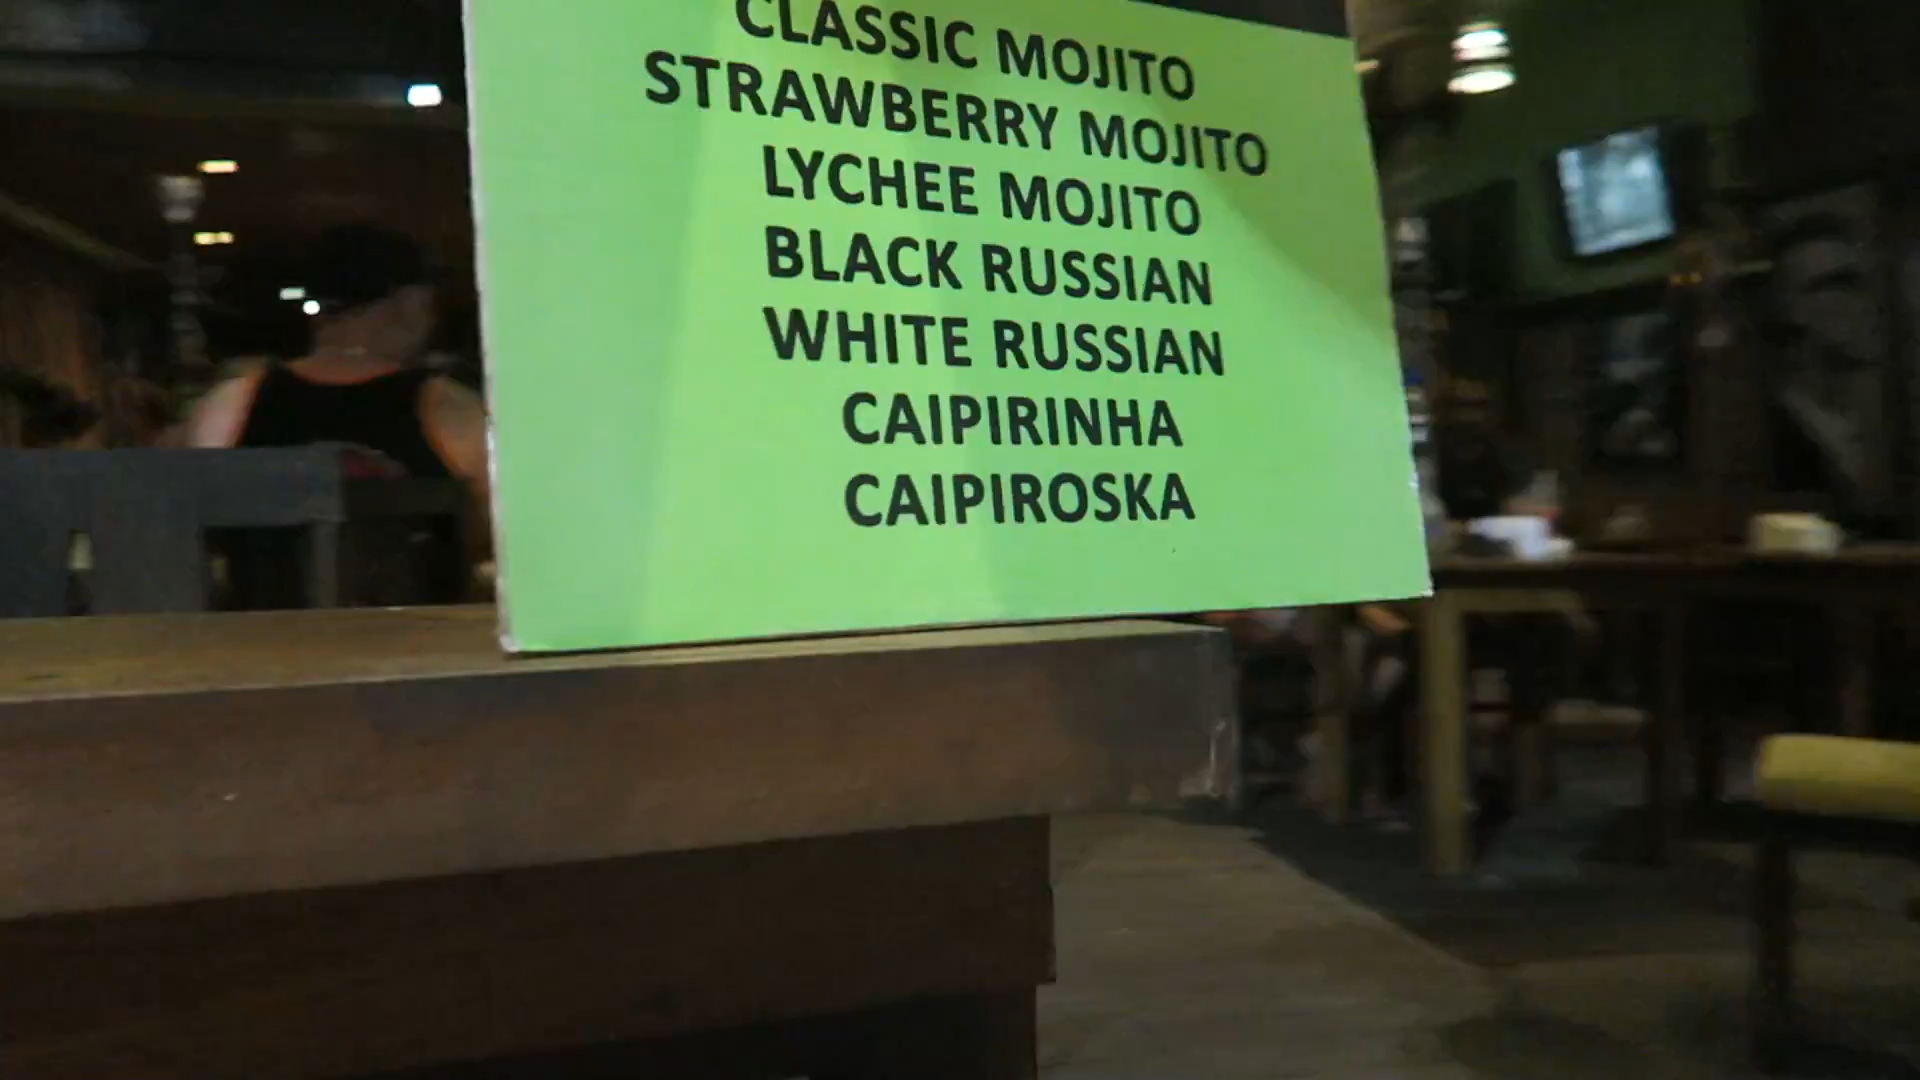 CLASSIC MOJITO
STRAWBERRY MOJITO
LYCHEE MOJITO
BLACK RUSSIAN
WHITE RUSSIAN
CAIPIRINHA
CAIPIROSKA